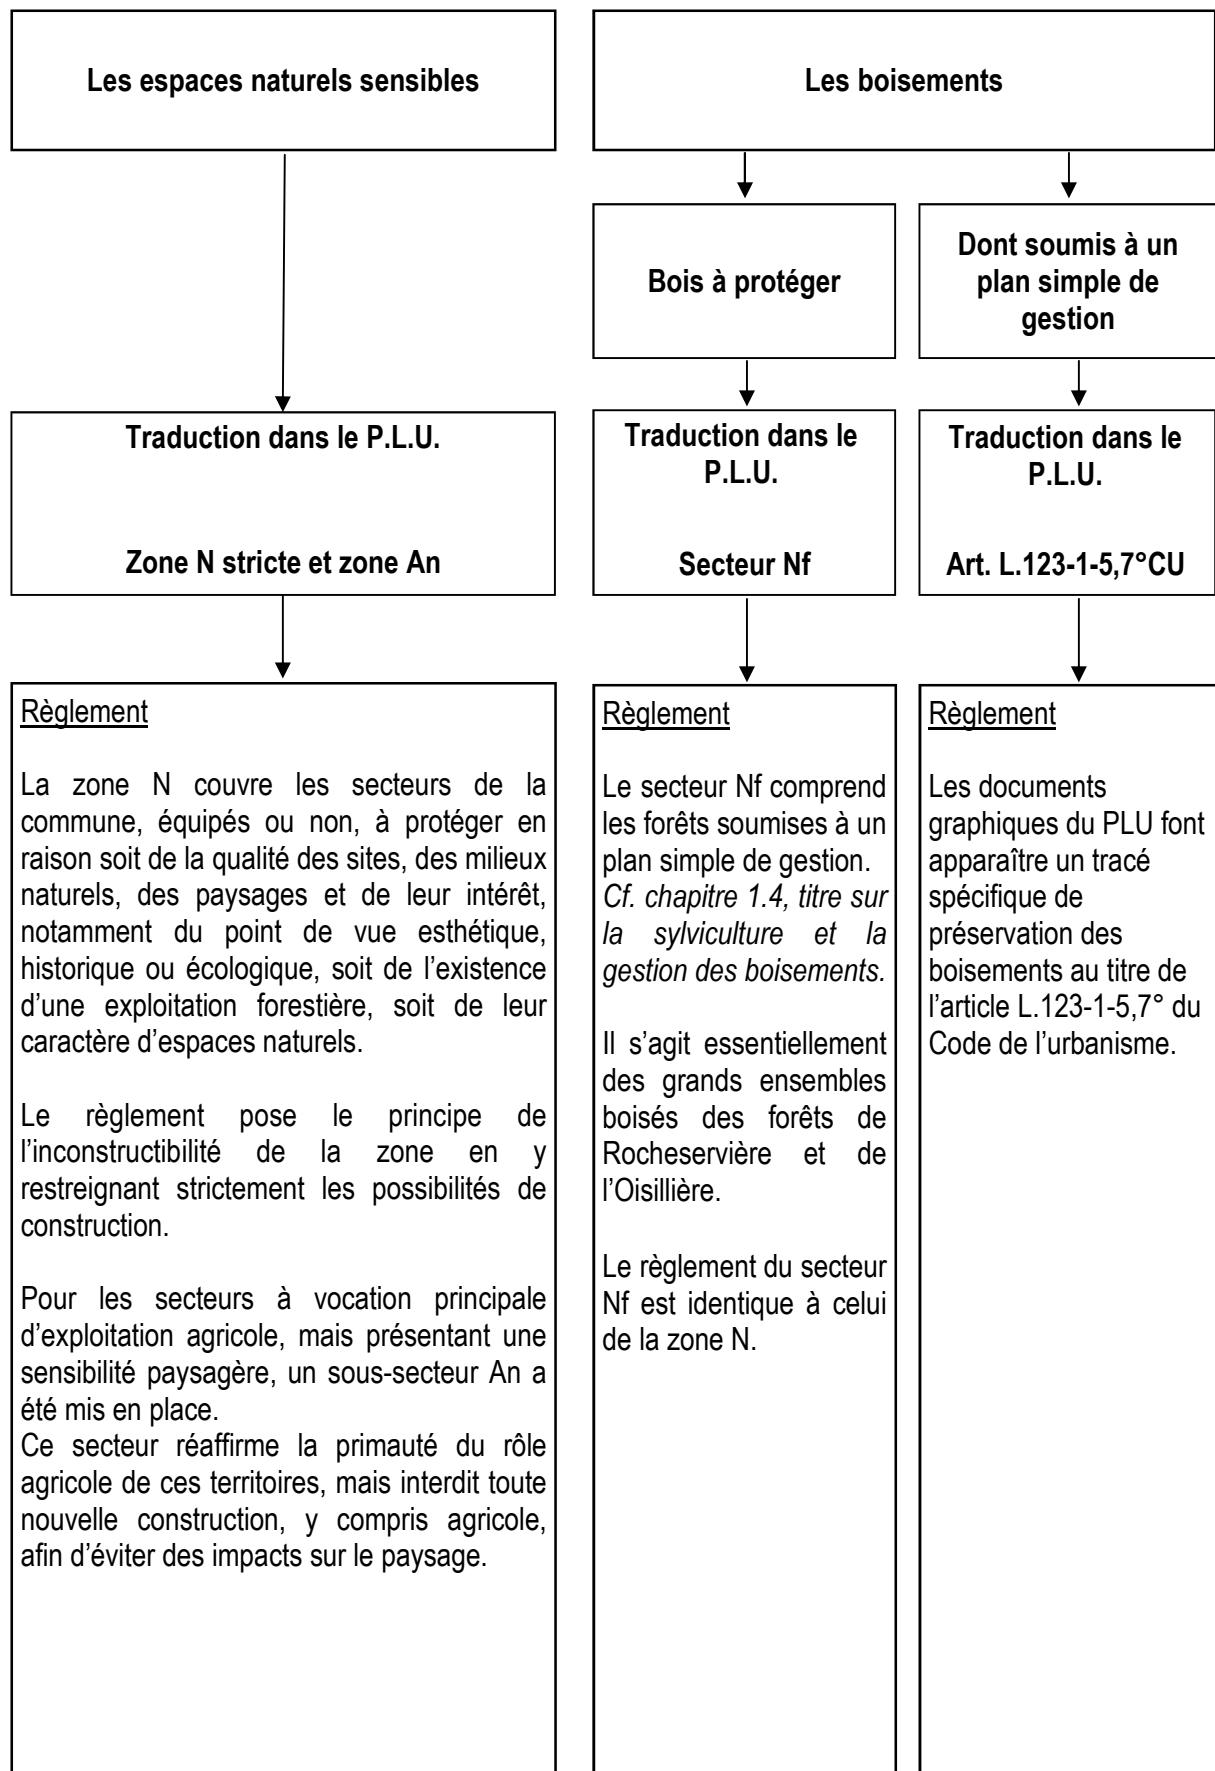 Les espaces naturels sensibles
Les boisements
Bois à protéger
Dont soumis à un
plan simple de
gestion
Traduction dans le P.L.U.
Zone N stricte et zone An
Traduction dans le
P.L.U.
Secteur Nf
Traduction dans le
P.L.U.
Art. L.123-1-5,7°CU
Règlement
La zone N couvre les secteurs de la
commune, équipés ou non, à protéger en
raison soit de la qualité des sites, des milieux
naturels, des paysages et de leur intérêt,
notamment du point de vue esthétique,
historique ou écologique, soit de l’existence
d’une exploitation forestière, soit de leur
caractère d’espaces naturels.
Le règlement pose le principe de
l’inconstructibilité de la zone en y
restreignant strictement les possibilités de
construction.
Pour les secteurs à vocation principale
d’exploitation agricole, mais présentant une
sensibilité paysagère, un sous-secteur An a
été mis en place.
Ce secteur réaffirme la primauté du rôle
agricole de ces territoires, mais interdit toute
nouvelle construction, y compris agricole,
afin d’éviter des impacts sur le paysage.
Règlement
Le secteur Nf comprend
les forêts soumises à un
plan simple de gestion.
Cf. chapitre 1.4, titre sur
la sylviculture et la
gestion des boisements.
Il s’agit essentiellement
des grands ensembles
boisés des forêts de
Rocheservière et de
l’Oisillière.
Le règlement du secteur
Nf est identique à celui
de la zone N.
Règlement
Les documents
graphiques du PLU font
apparaître un tracé
spécifique de
préservation des
boisements au titre de
l’article L.123-1-5,7° du
Code de l’urbanisme.